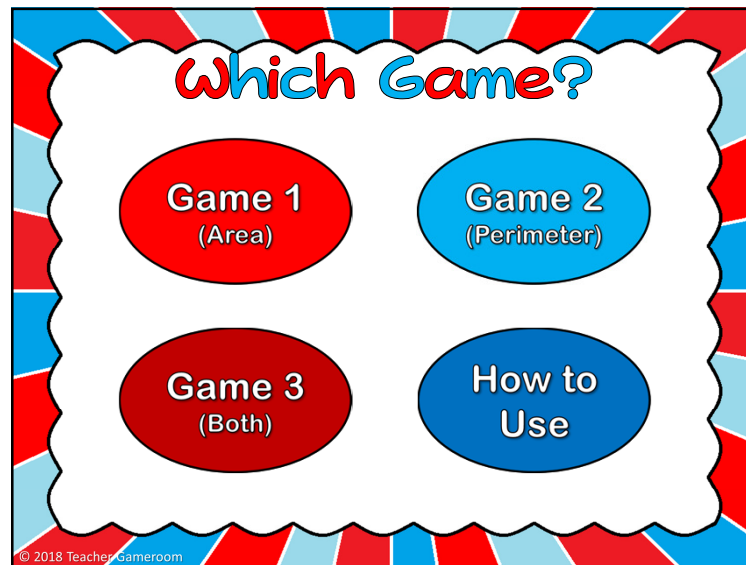 Which Game?
Game 1
(Area)
Game 2
(Perimeter)
Game 3
(Both)
How to
Use
© 2018 Teacher Gameroom